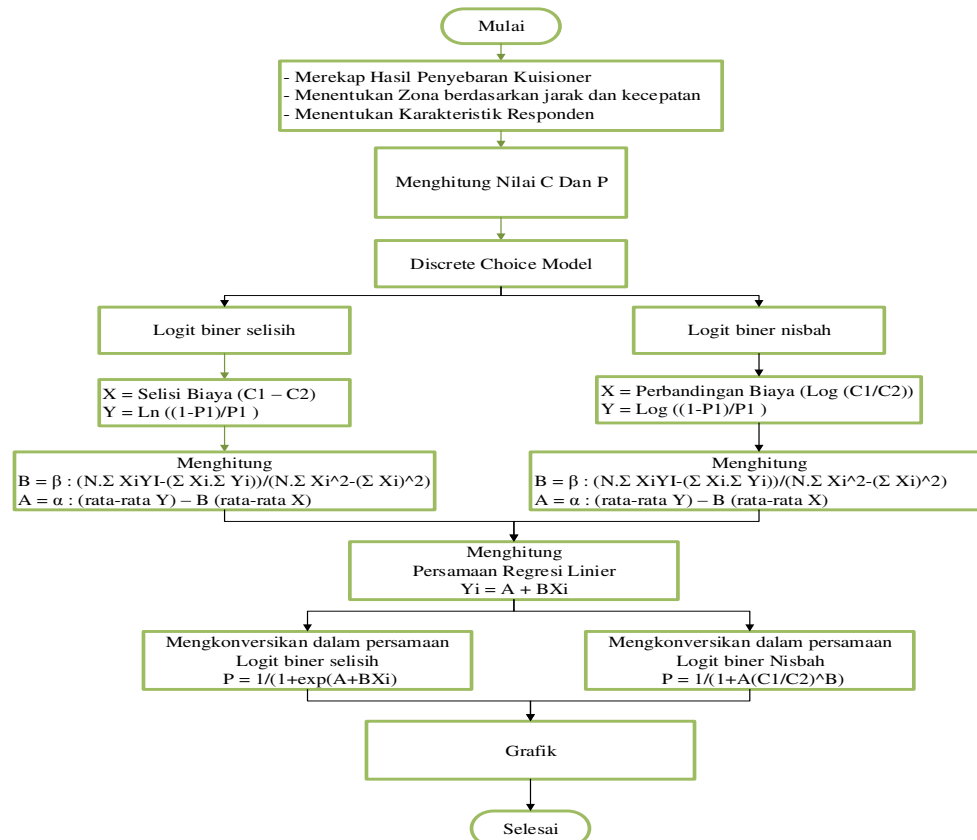 Mulai
- Merekap Hasil Penyebaran Kuisioner
- Menentukan Zona berdasarkan jarak dan kecepatan
- Menentukan Karakteristik Responden
Menghitung Nilai C Dan P
Discrete Choice Model
Logit biner selisih
Logit biner nisbah
X = Selisi Biaya (C1 – C2)
Y = Ln ((1-P1)/P1 )
X = Perbandingan Biaya (Log (C1/C2))
Y = Log ((1-P1)/P1 )
Menghitung
B = β : (N.Σ XiYI-(Σ Xi.Σ Yi))/(N.Σ Xi^2-(Σ Xi)^2)
A = α : (rata-rata Y) – B (rata-rata X)
Menghitung
B = β : (N.Σ XiYI-(Σ Xi.Σ Yi))/(N.Σ Xi^2-(Σ Xi)^2)
A = α : (rata-rata Y) – B (rata-rata X)
Menghitung
Persamaan Regresi Linier
Yi = A + BXi
Mengkonversikan dalam persamaan
Logit biner selisih
P = 1/(1+exp(A+BXi)
Mengkonversikan dalam persamaan
Logit biner Nisbah
P = 1/(1+A(C1/C2)^B)
Grafik
Selesai